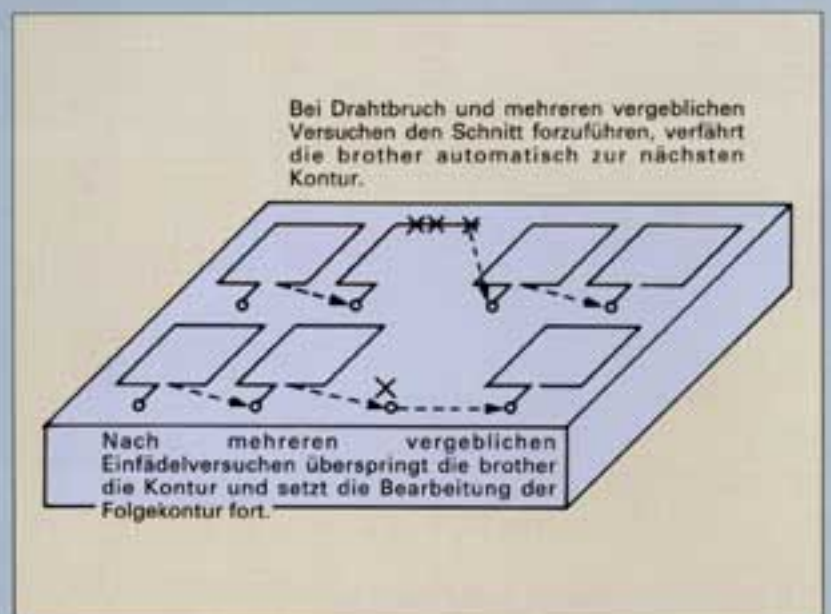 Bei Drahtbruch und mehreren vergeblichen
Versuchen den Schnitt forzuführen, verfährt
die brother automatisch zur nächsten
Kontur.
Nach mehreren vergeblichen
Einfädelversuchen überspringt die brother
die Kontur und setzt die Bearbeitung der
Folgekontur fort.